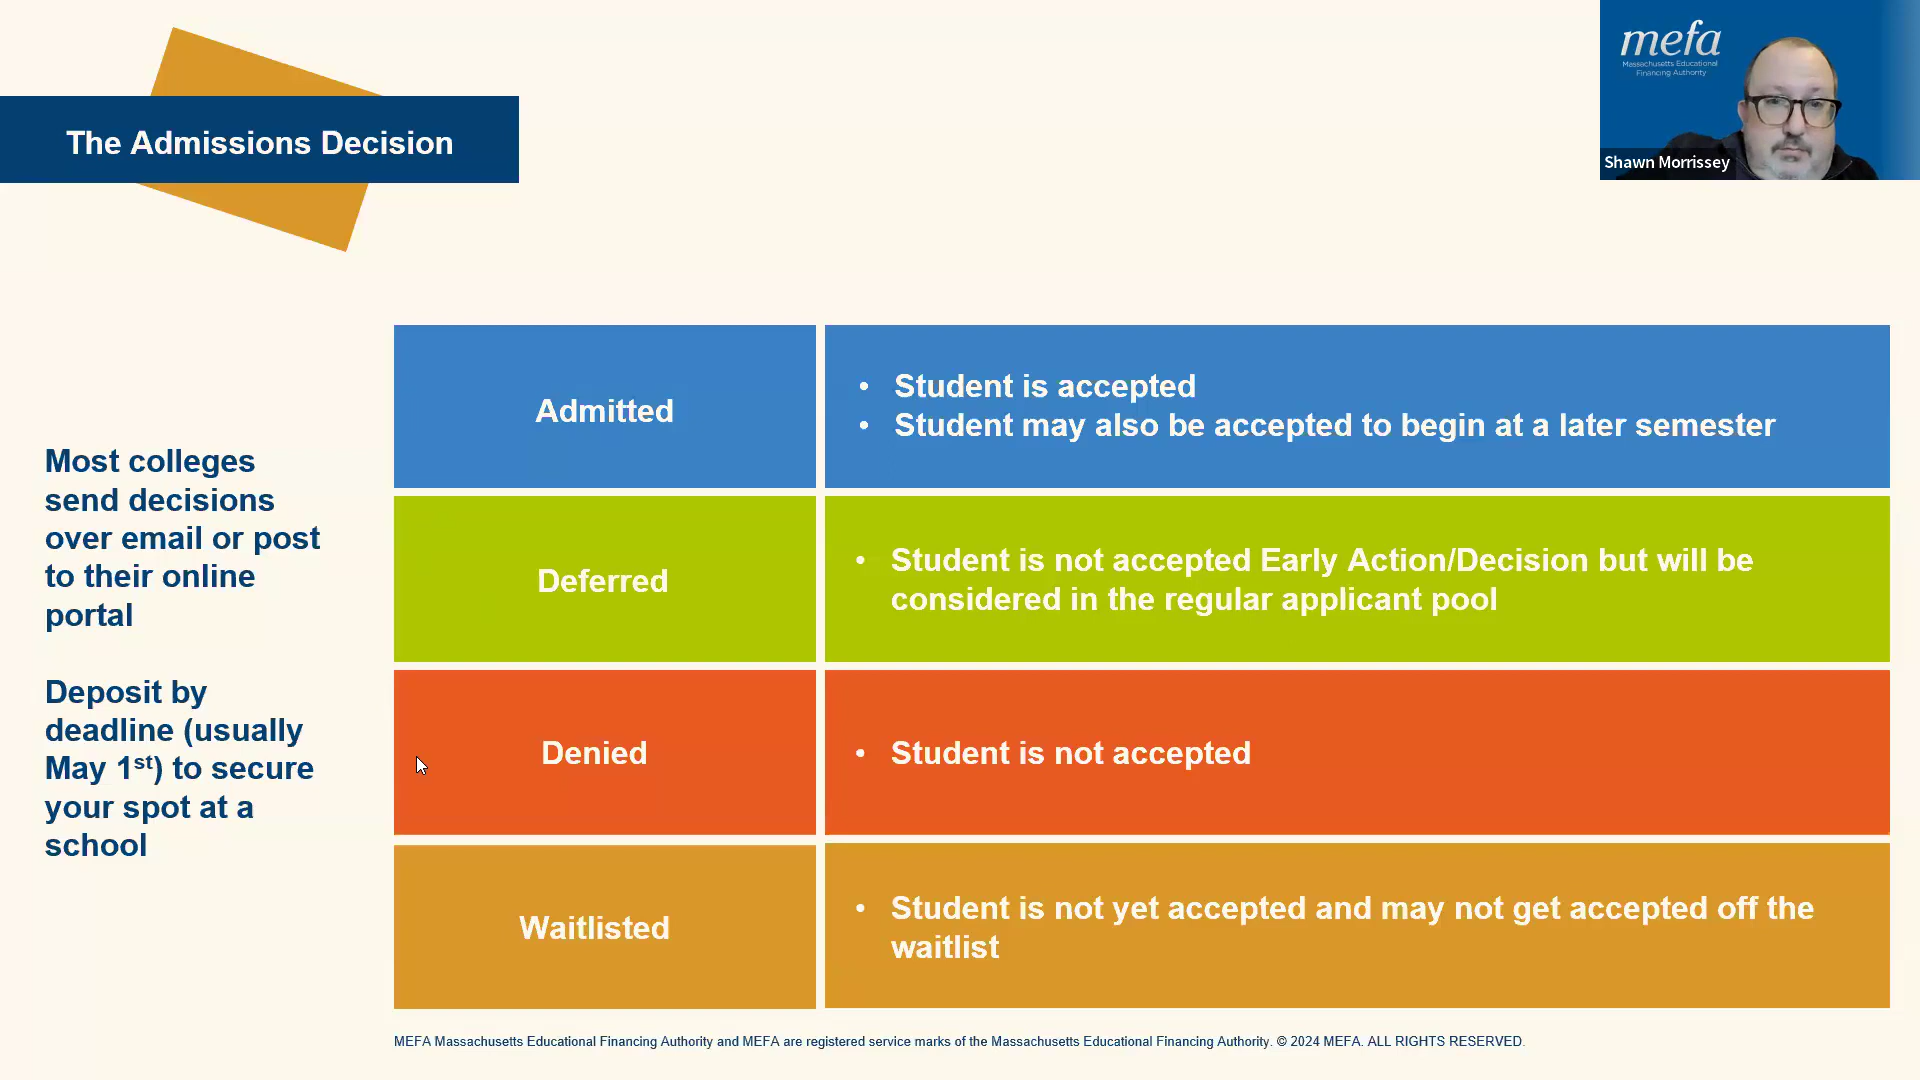 mefa
Massachusetts Educational
Financing Authority
Shawn Morrissey
The Admissions Decision
Most colleges
send decisions
over email or post
to their online
portal
Deposit by
deadline (usually
May 1st) to secure
your spot at a
school
Admitted
• Student is accepted
• Student may also be accepted to begin at a later semester
Deferred
• Student is not accepted Early Action/Decision but will be
considered in the regular applicant pool
Denied
• Student is not accepted
Waitlisted
• Student is not yet accepted and may not get accepted off the
waitlist
MEFA Massachusetts Educational Financing Authority and MEFA are registered service marks of the Massachusetts Educational Financing Authority. © 2024 MEFA. ALL RIGHTS RESERVED.